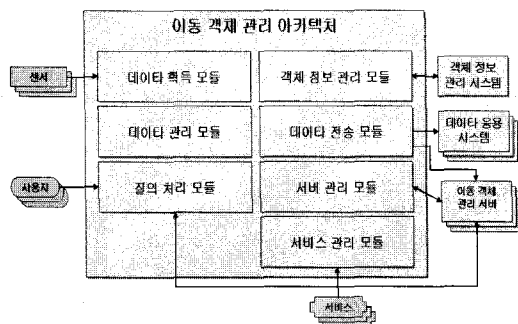 이동 객체 관리 아키텍처
센서
데이타 획득 모듈
객체 정보 관리 모듈
객체 정보
관리 시스템
데이타 관리 모듈
데이타 전송 모듈
데이타 응용
시스템
사용자
질의 처리 모듈
서버 관리 모듈
이동 객체
관리 서버
서비스 관리 모듈
서비스